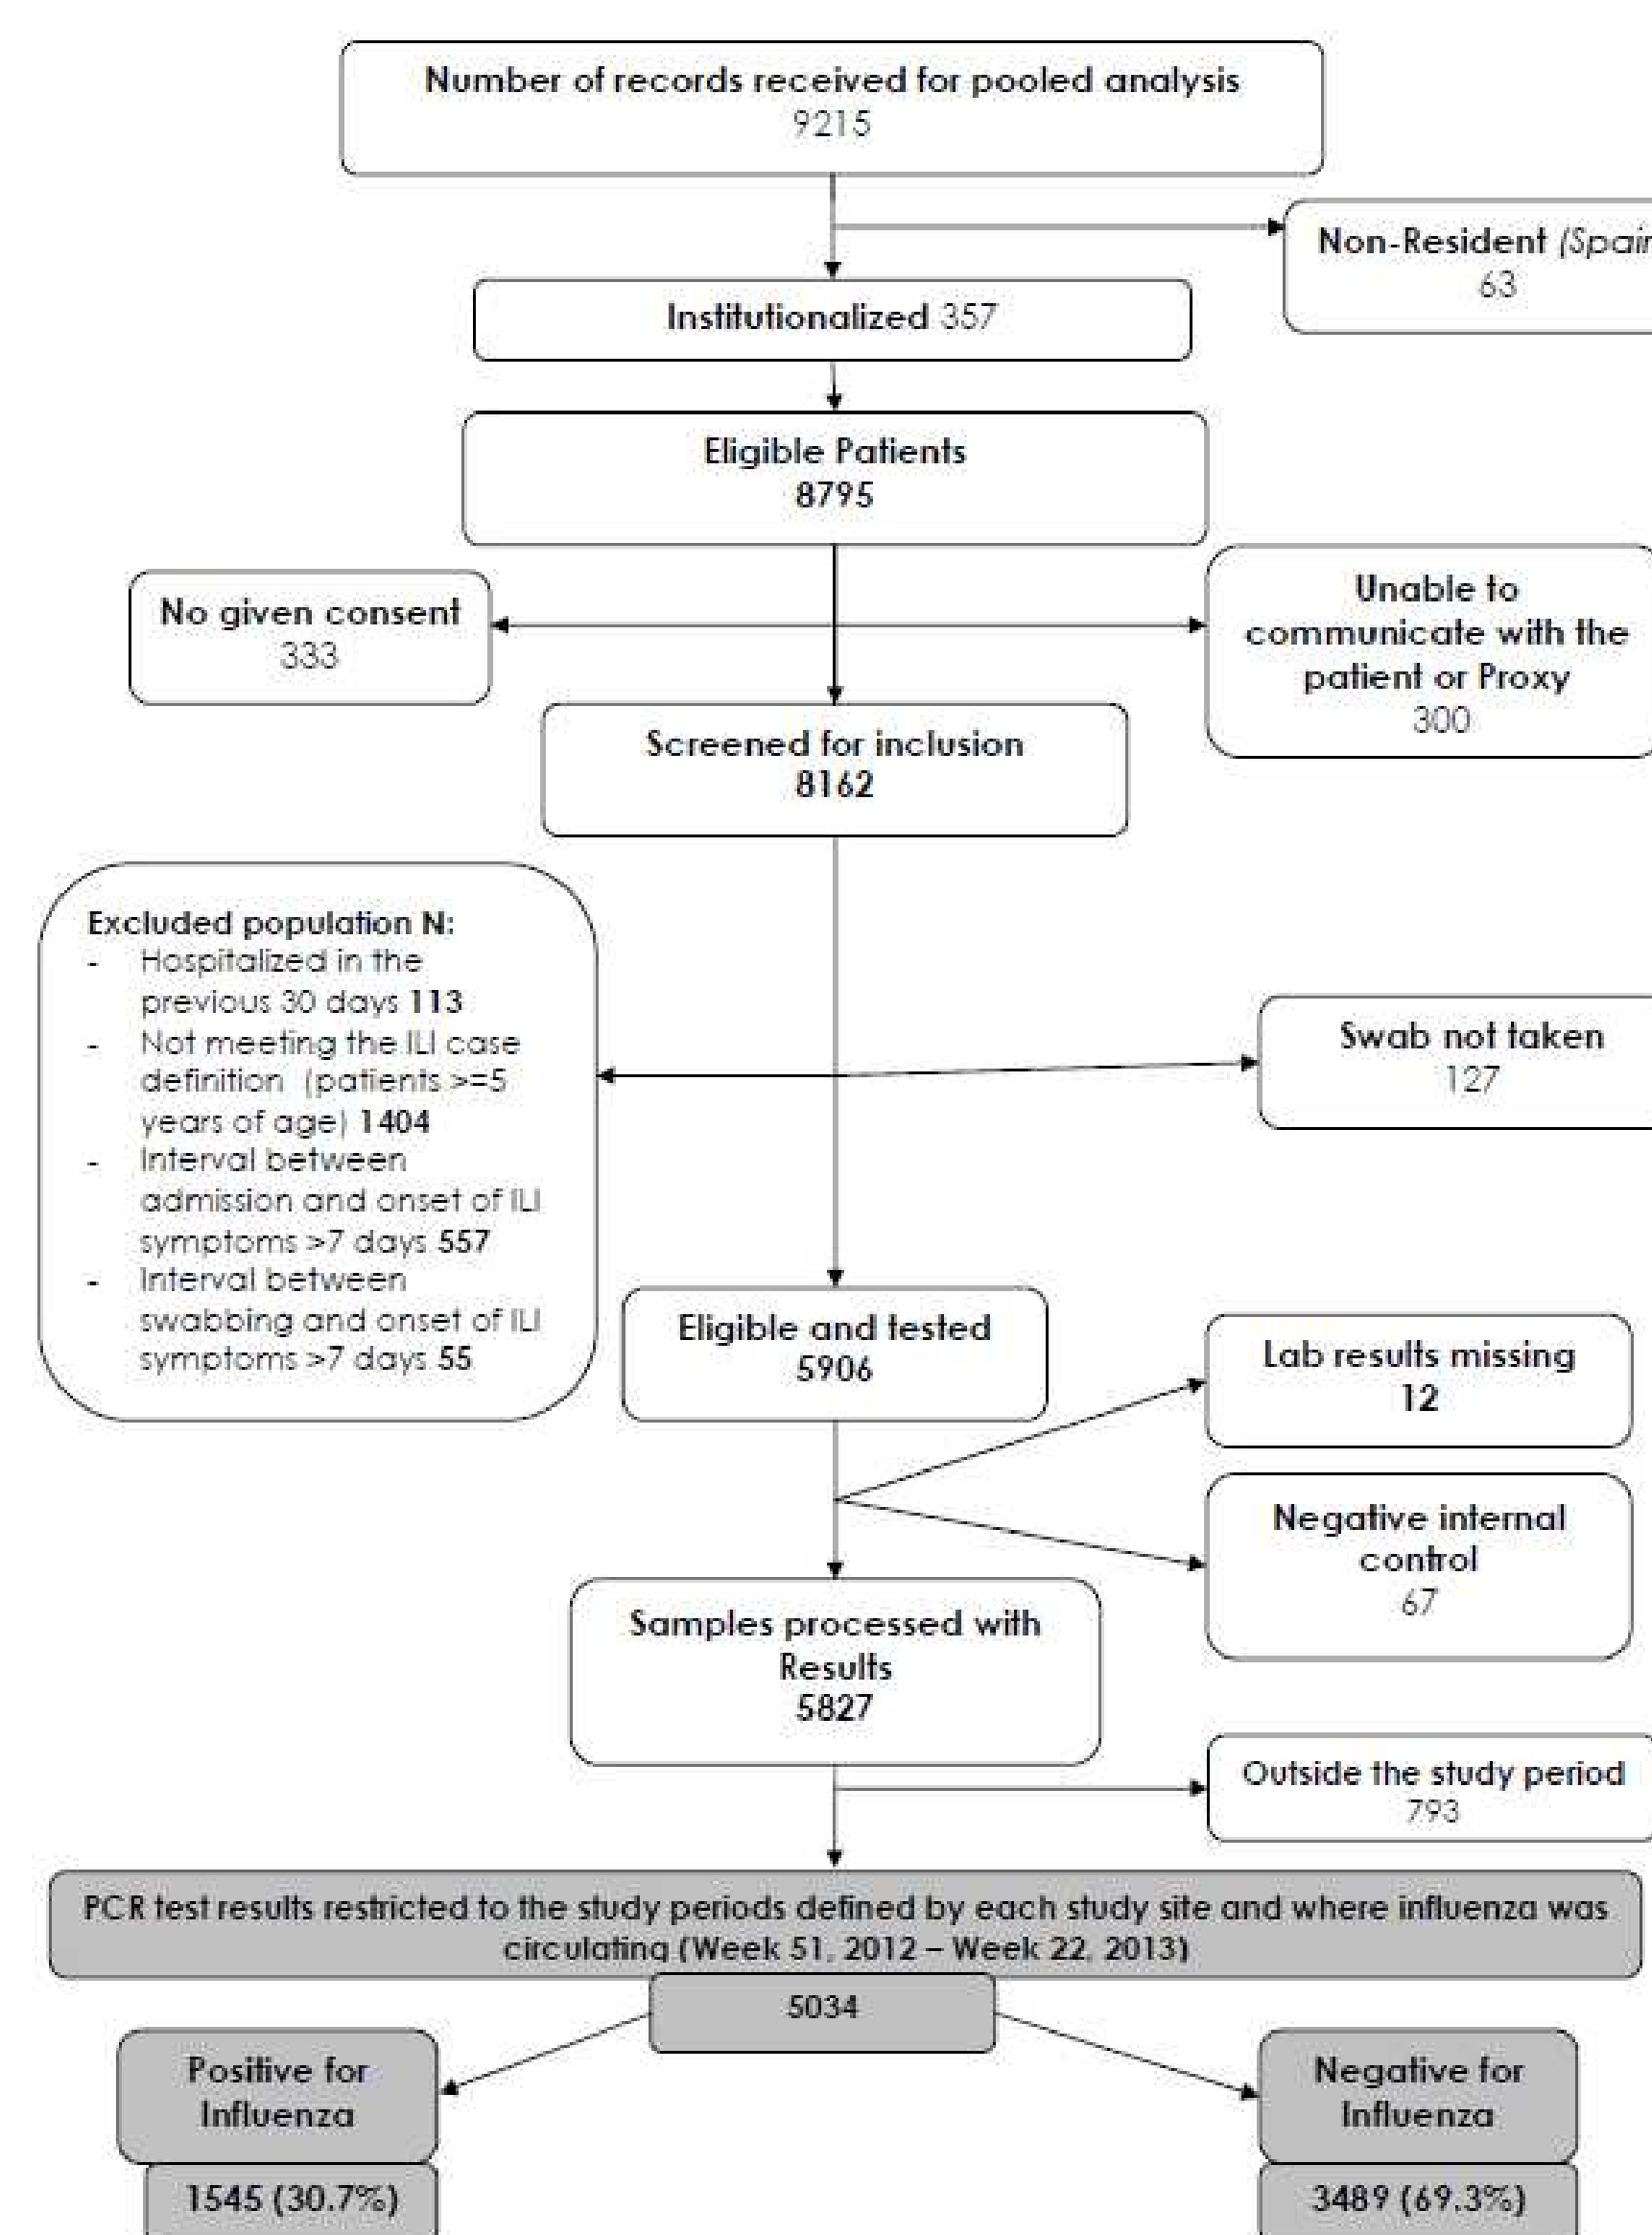 Number of records received for pooled analysis
9215
Non-Resident (Spain
63
Institutionalized 357
Eligible Patients
8795
No given consent
333
Unable to
communicate with the
patient or Proxy
300
Screened for inclusion
8162
Excluded population N:
- Hospitalized in the
previous 30 days 113
- Not meeting the ILI case
definition (patients >=5
years of age) 1404
- Interval between
admission and onset of ILI
symptoms >7 days 557
- Interval between
swabbing and onset of ILI
symptoms >7 days 55
Swab not taken
127
Eligible and tested
5906
Lab results missing
12
Negative internal
control
67
Samples processed with
Results
5827
Outside the study period
793
PCR test results restricted to the study periods defined by each study site and where influenza was
circulating (Week 51, 2012 – Week 22, 2013)
5034
Positive for
Influenza
1545 (30.7%)
Negative for
Influenza
3489 (69.3%)